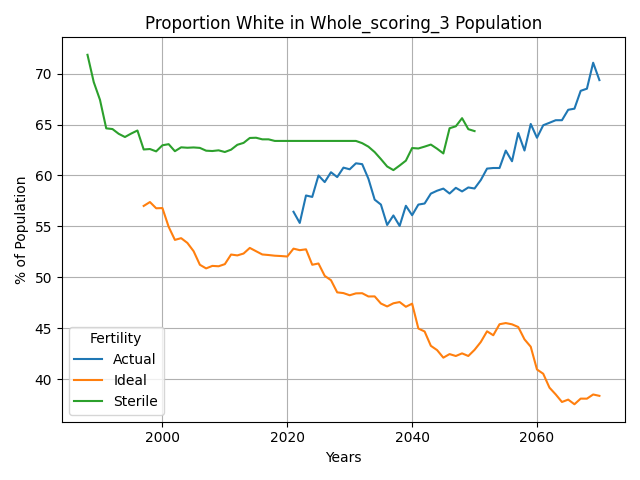 Proportion White in Whole_scoring_3 Population
% of Population
70
65
60
55
50
45
40
Fertility
Actual
Ideal
Sterile
2000
2020
2040
2060
Years